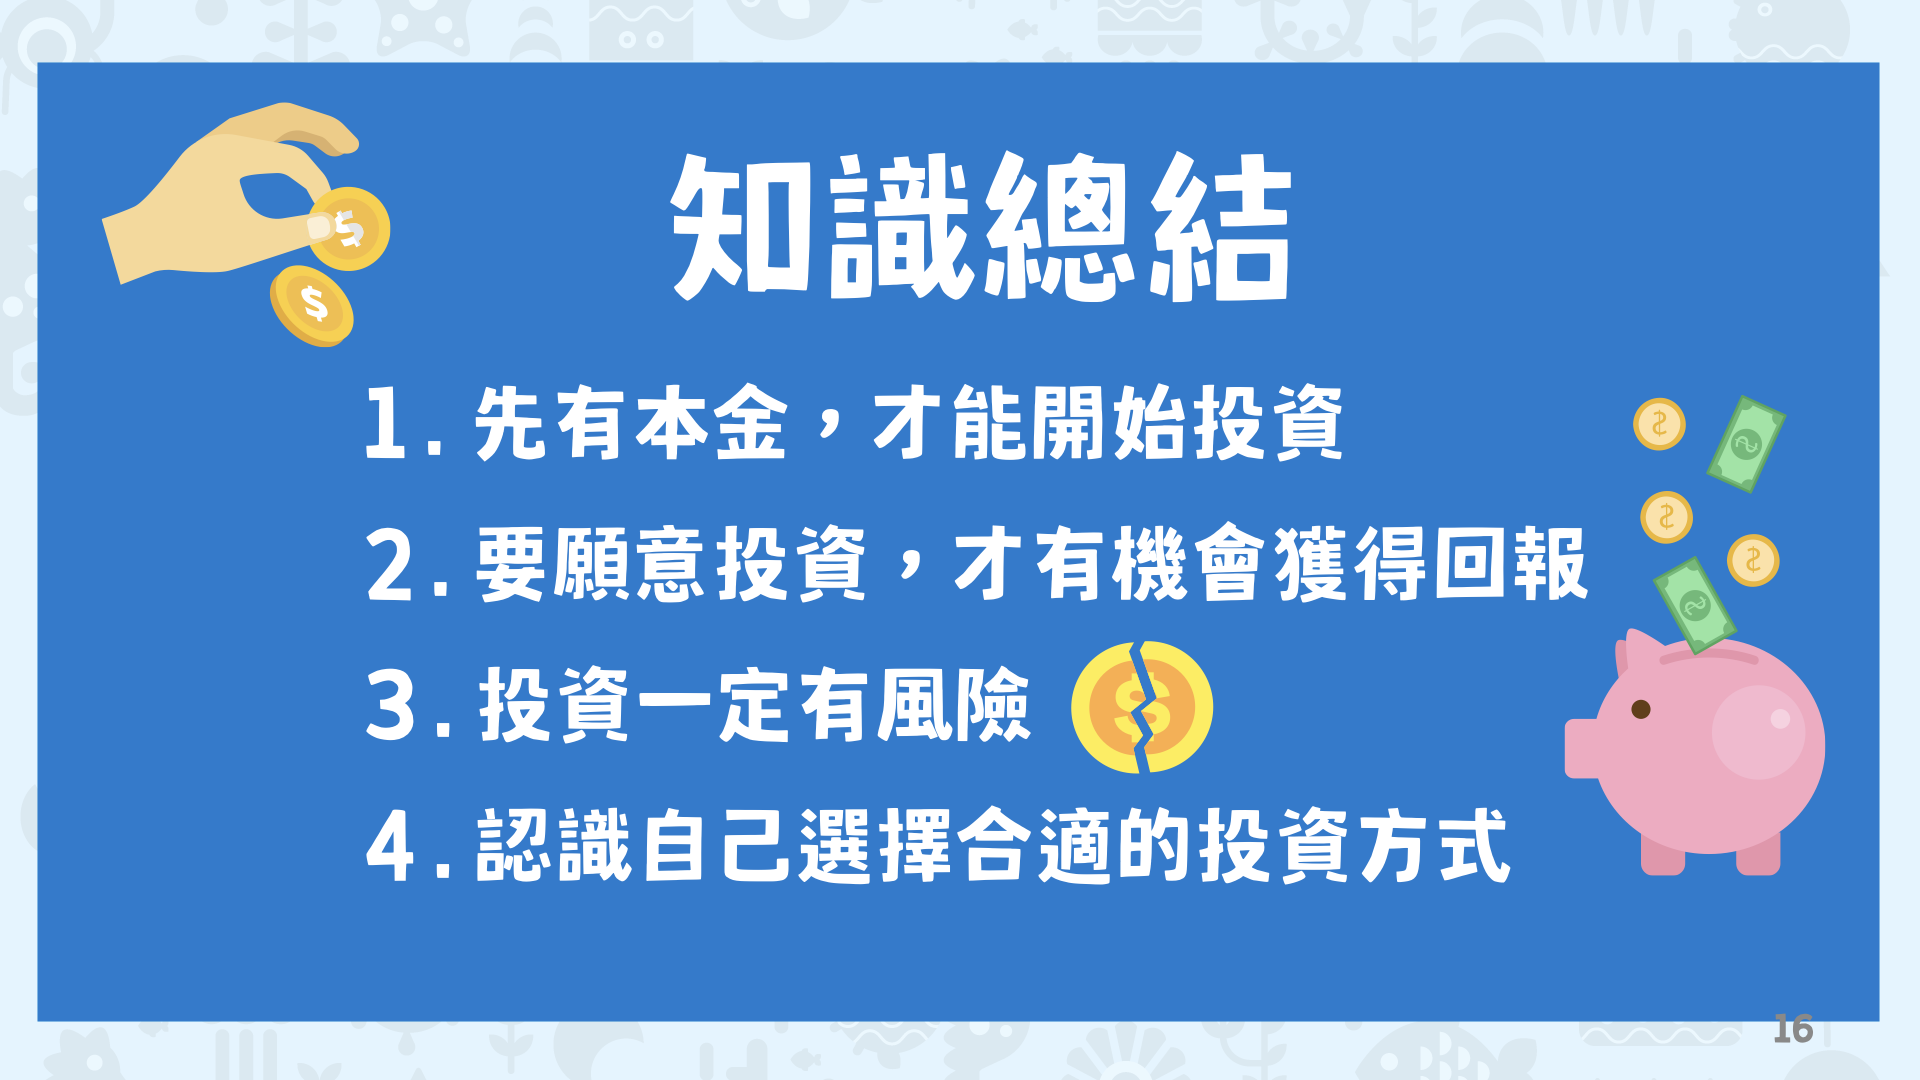 知識總結
1.先有本金，才能開始投資
2.要願意投資，才有機會獲得回報
3.投資一定有風險
4.認識自己選擇合適的投資方式
16